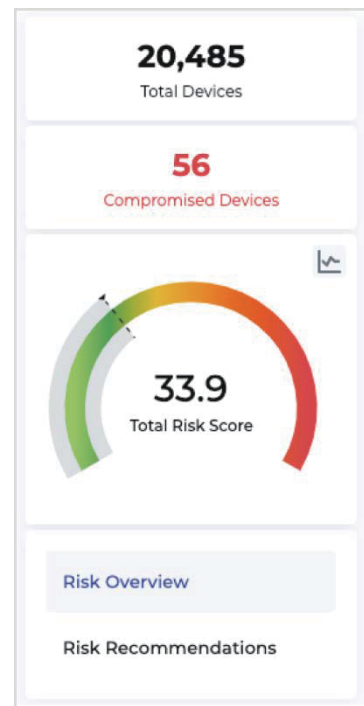 20,485
Total Devices
56
Compromised Devices
33.9
Total Risk Score
Risk Overview
Risk Recommendations